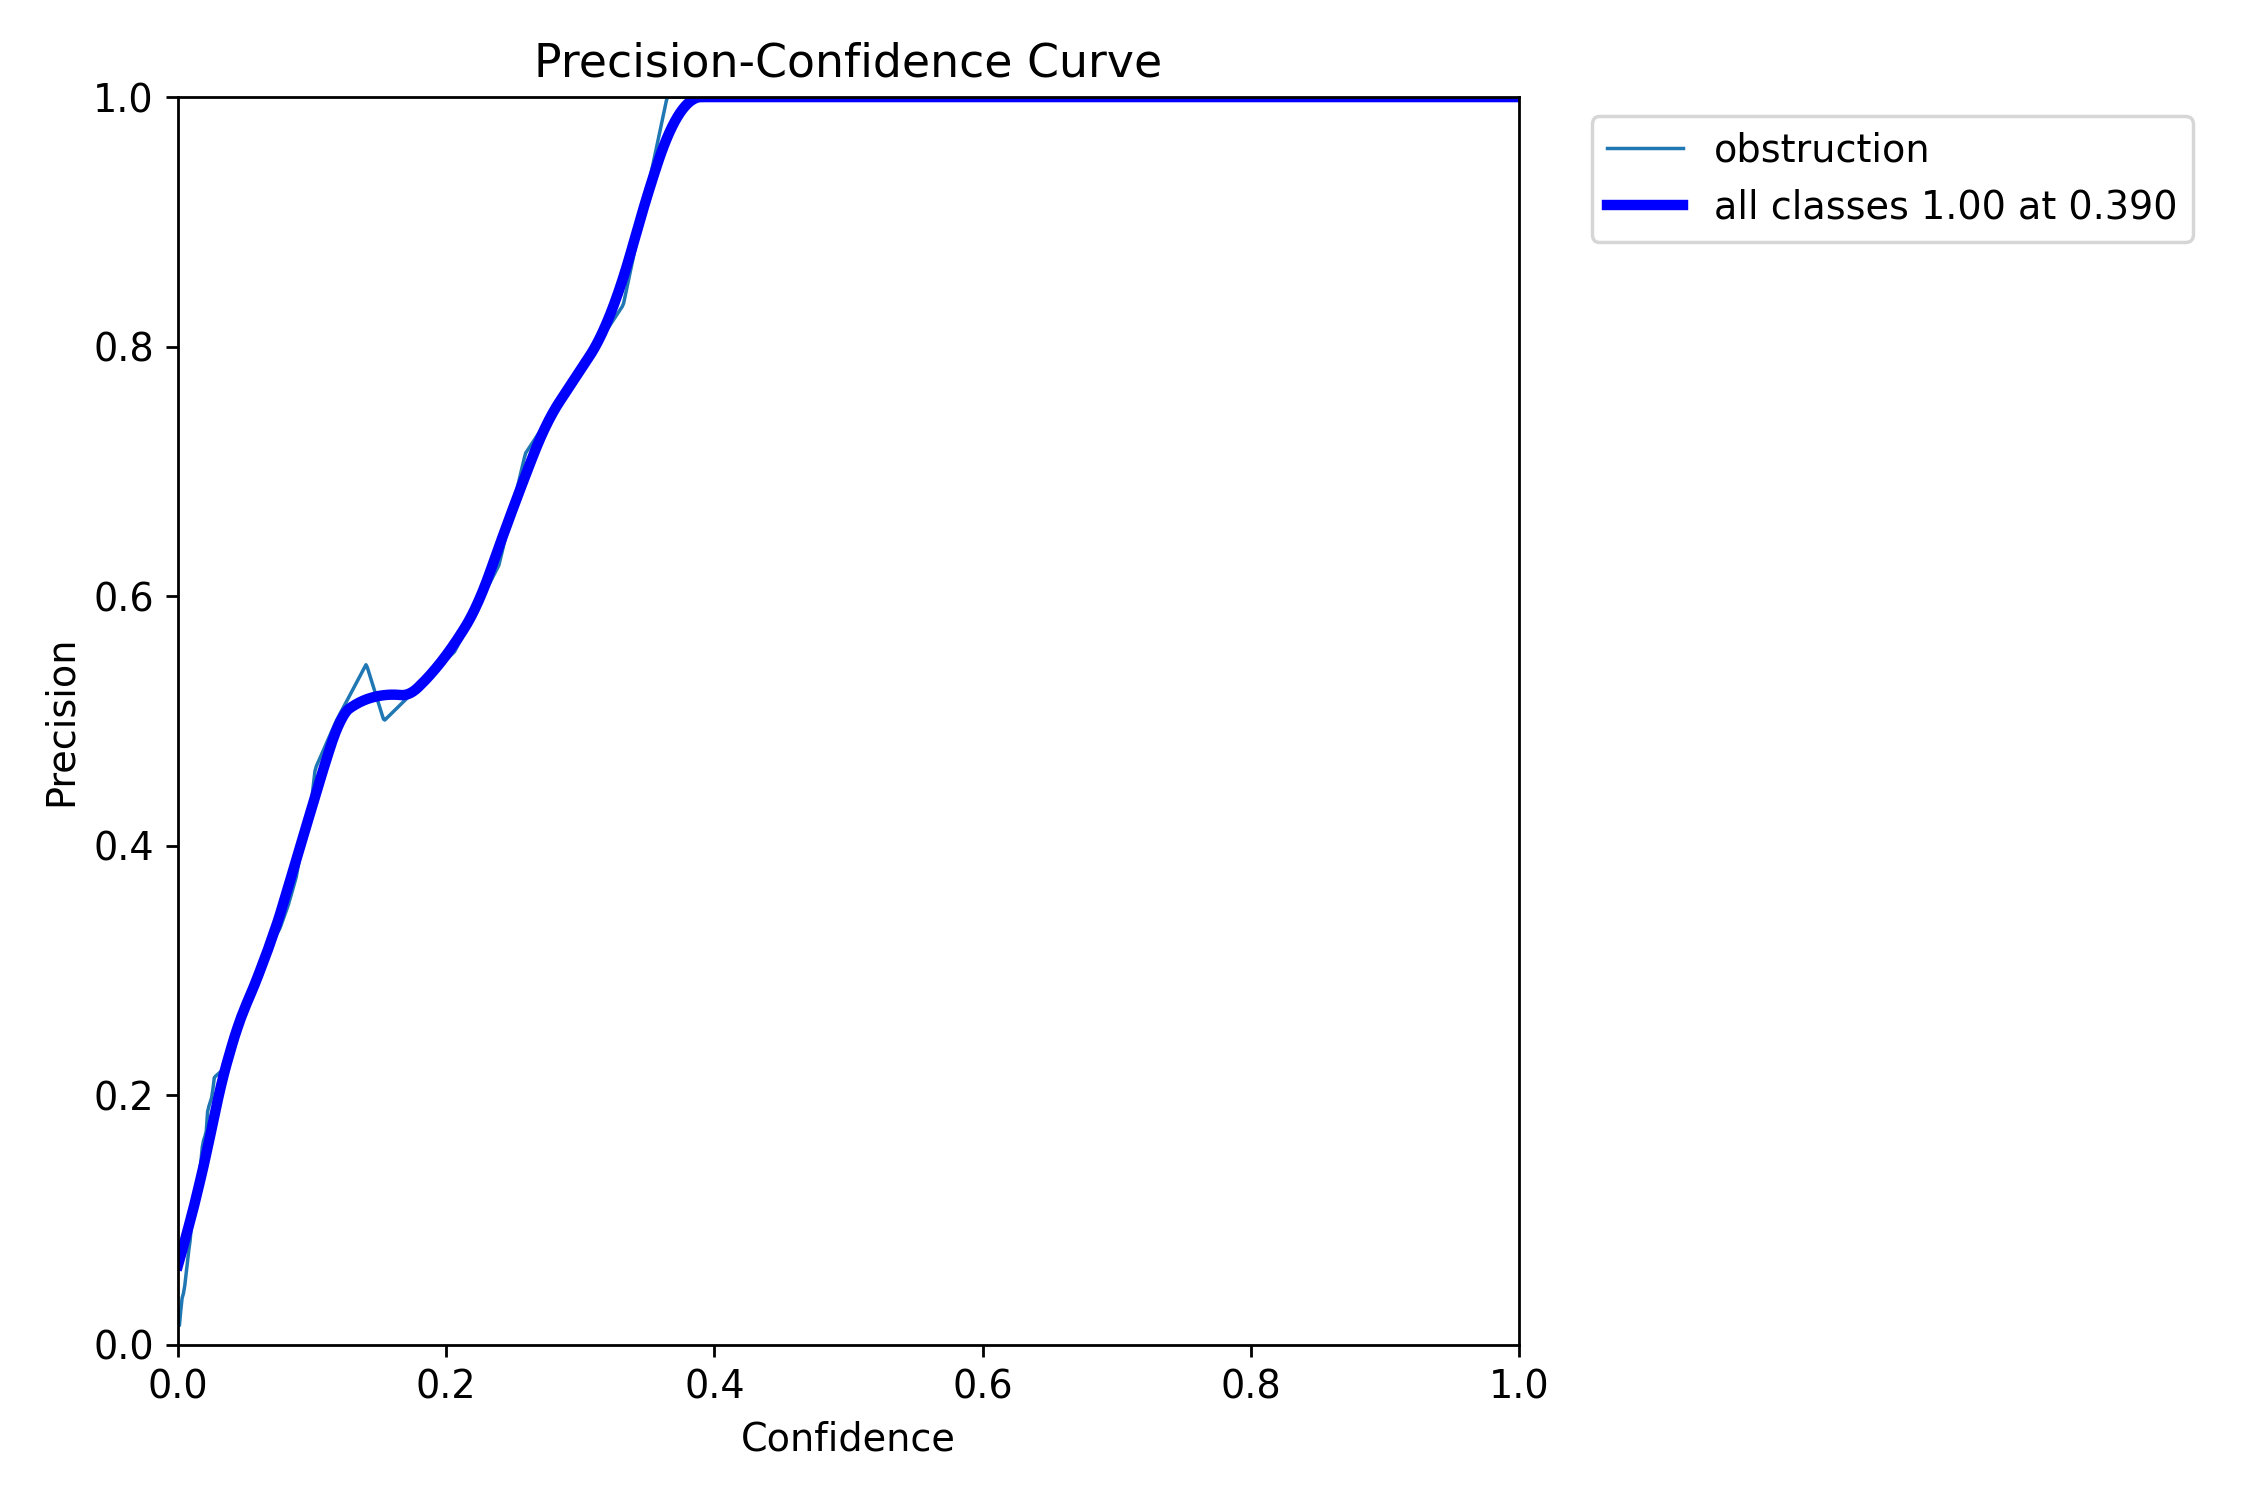 Precision-Confidence Curve
obstruction
all classes 1.00 at 0.390
Precision
1.0
0.8
0.6
0.4
0.2
0.0
0.0 0.2 0.4 0.6 0.8 1.0
Confidence